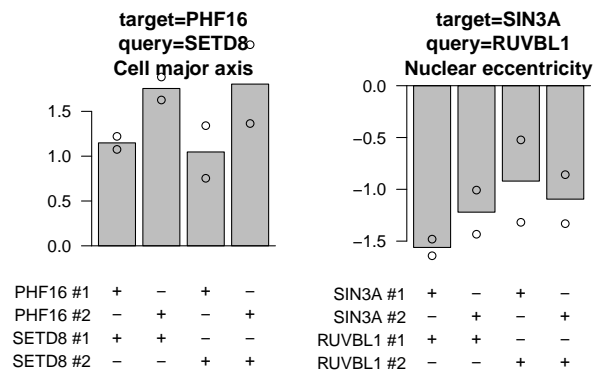 target=PHF16
query=SETD8
Cell major axis
1.5
1.0
0.5
0.0
PHF16 #1 + − + −
PHF16 #2 − + − +
SETD8 #1 + + − −
SETD8 #2 − − + +
target=SIN3A
query=RUVBL1
Nuclear eccentricity
0.0
−0.5
−1.0
−1.5
SIN3A #1 + − + −
SIN3A #2 − + − +
RUVBL1 #1 + + − −
RUVBL1 #2 − − + +